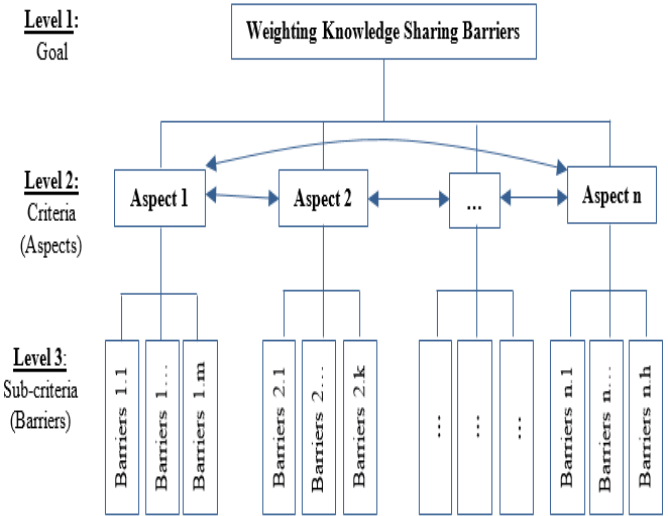 Level 1:
Goal
Weighting Knowledge Sharing Barriers
Level 2:
Criteria
(Aspects)
Aspect 1
Aspect 2
...
Aspect n
Level 3:
Sub-criteria
(Barriers)
Barriers 1.1
Barriers 1...
Barriers 1.m
Barriers 2.1
Barriers 2...
Barriers 2.k
...
...
...
Barriers n.1
Barriers n...
Barriers n.h